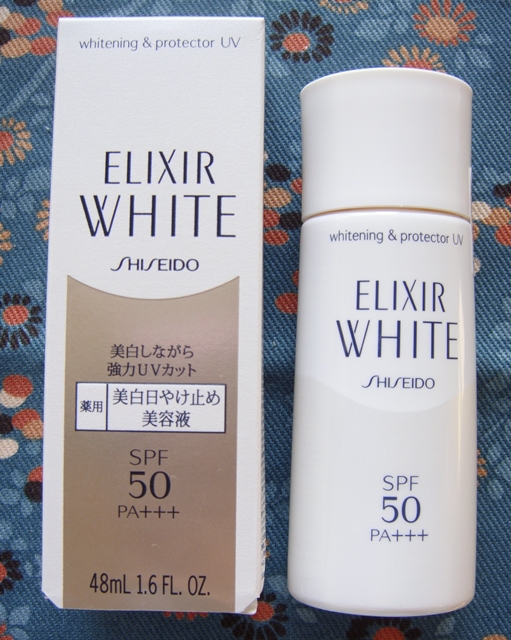 whitening & protector UV
ELIXIR
WHITE
SHISEIDO
美白しながら
強力UVカット
薬用
美白日やけ止め
美容液
SPF
50
PA+++
48mL 1.6 FL. OZ.
whitening & protector UV
ELIXIR
WHITE
SHISEIDO
SPF
50
PA+++